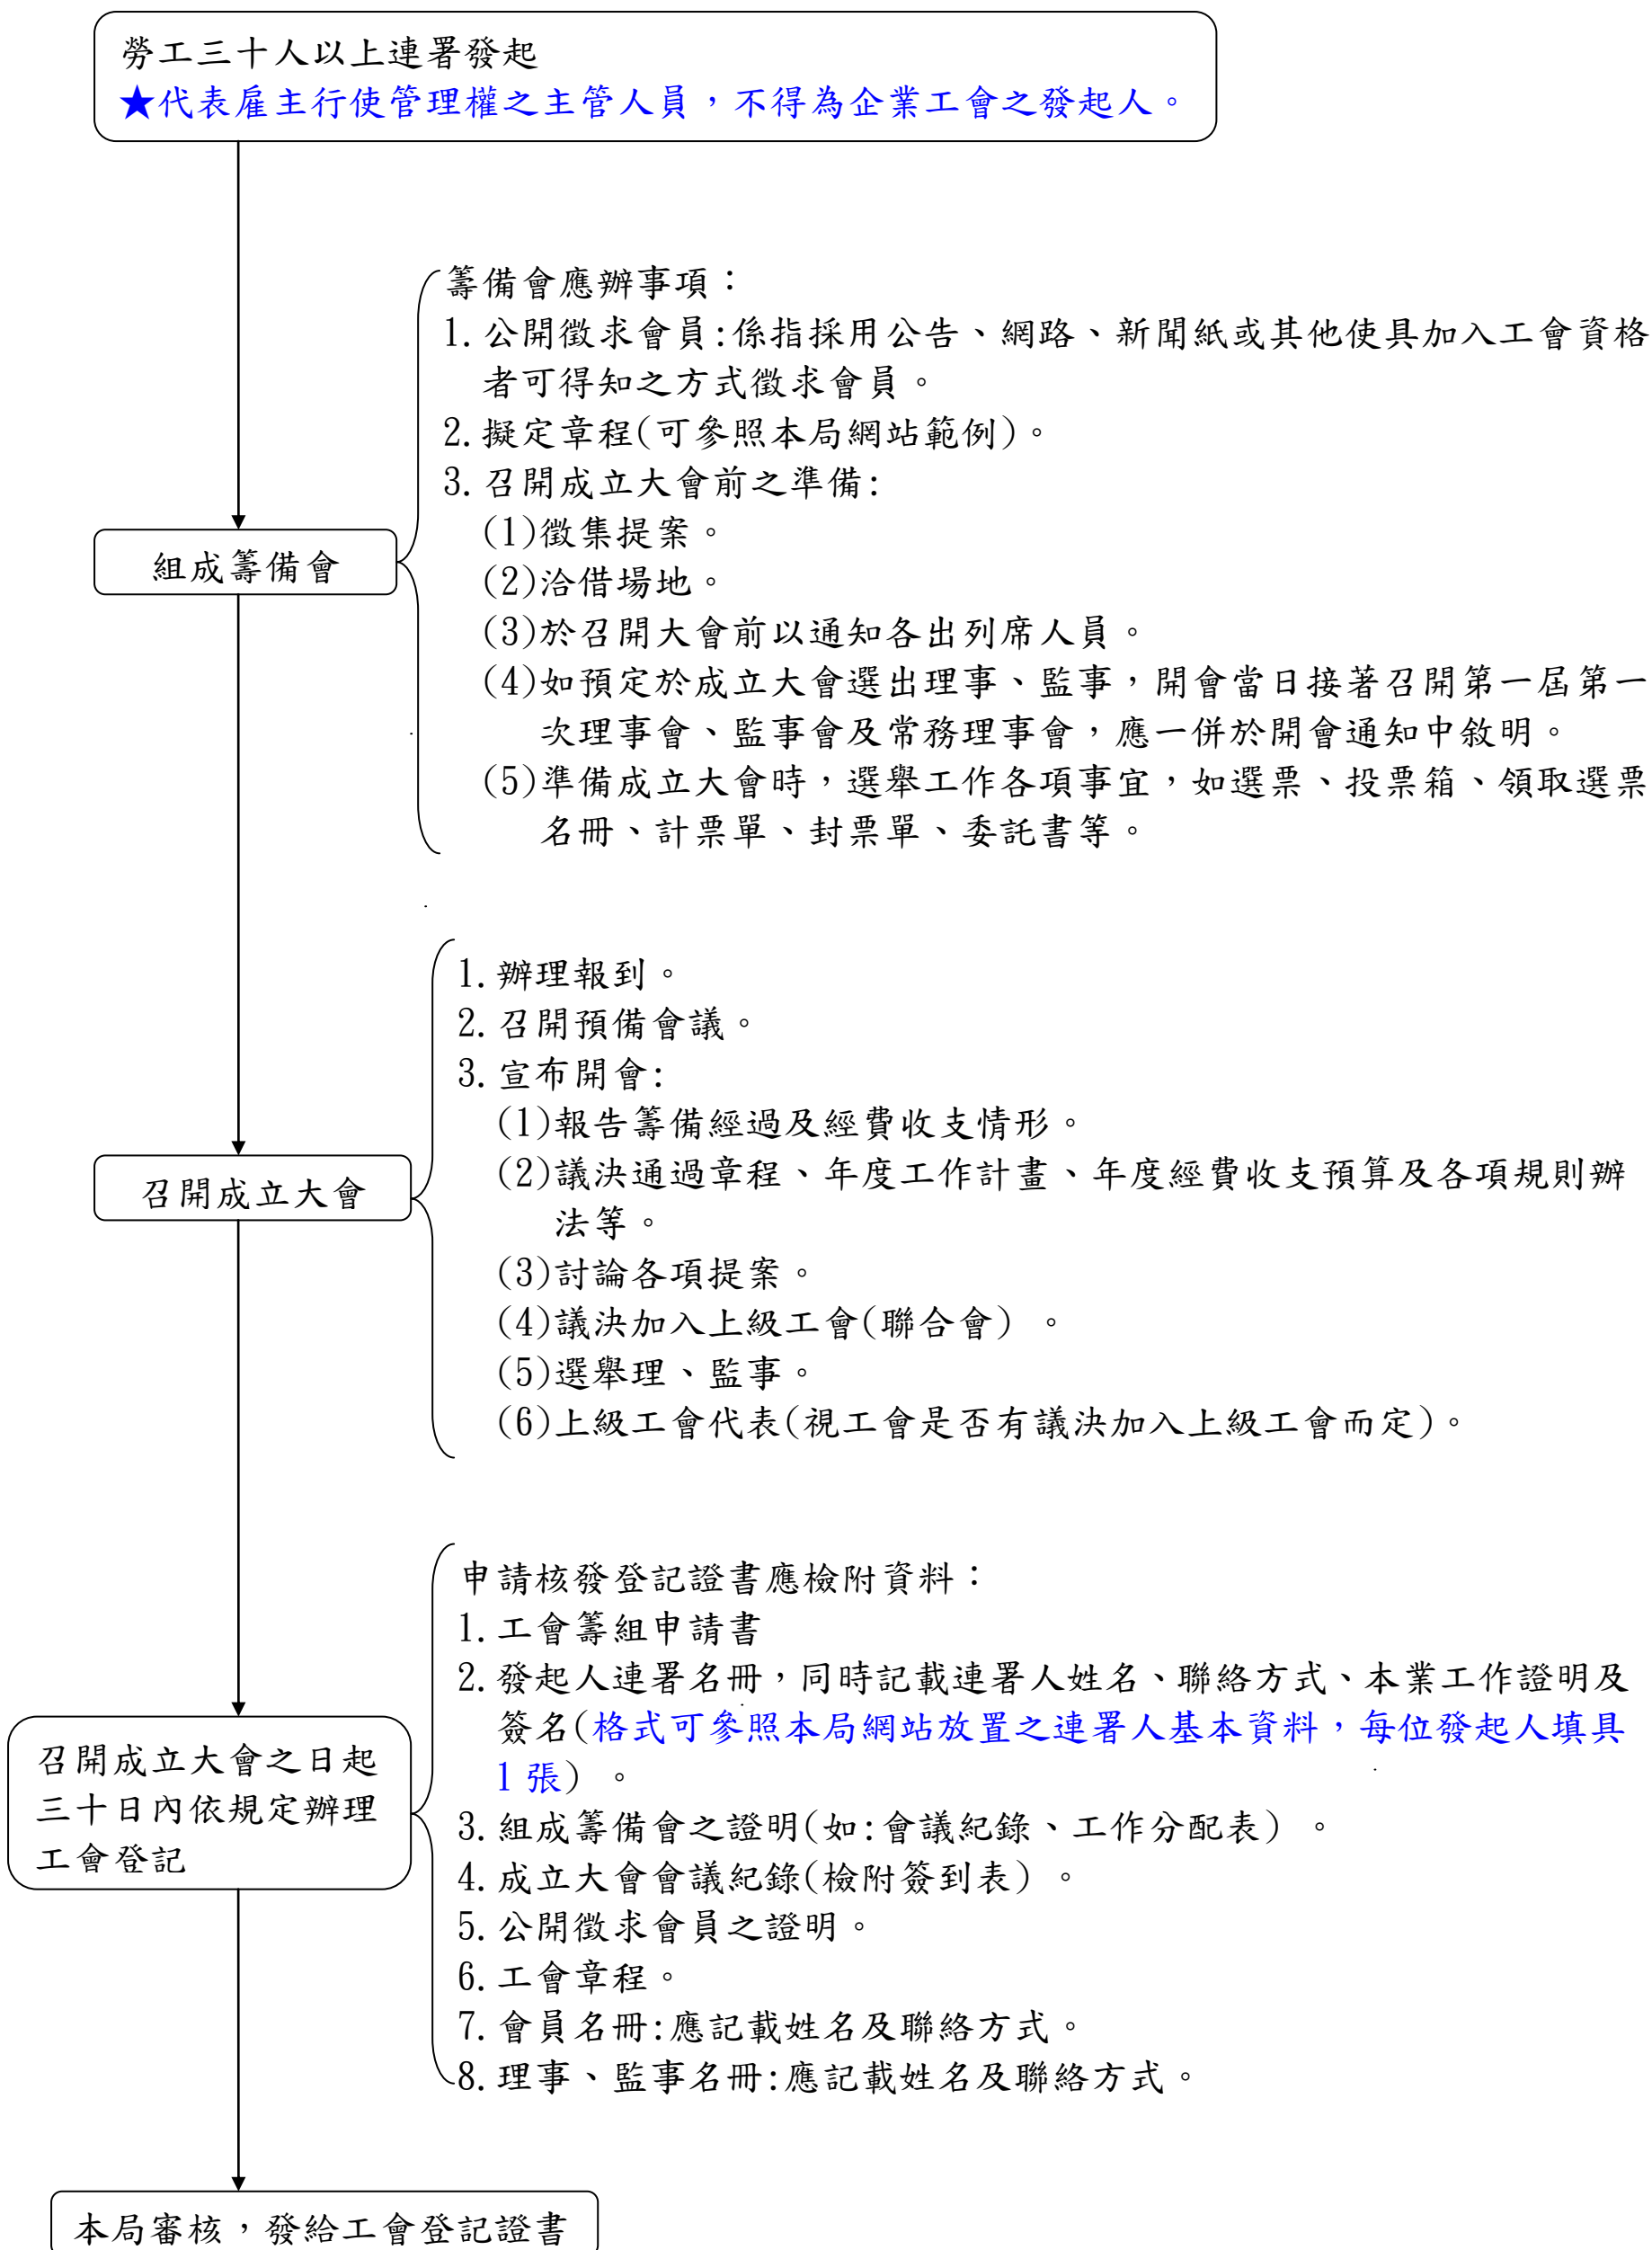 勞工三十人以上連署發起
★代表雇主行使管理權之主管人員，不得為企業工會之發起人。
籌備會應辦事項：
1.公開徵求會員:係指採用公告、網路、新聞紙或其他使具加入工會資格
者可得知之方式徵求會員。
2.擬定章程(可參照本局網站範例)。
3.召開成立大會前之準備:
(1)徵集提案。
(2)洽借場地。
(3)於召開大會前以通知各出列席人員。
(4)如預定於成立大會選出理事、監事，開會當日接著召開第一屆第一
次理事會、監事會及常務理事會，應一併於開會通知中敘明。
(5)準備成立大會時，選舉工作各項事宜，如選票、投票箱、領取選票
名冊、計票單、封票單、委託書等。
組成籌備會
1.辦理報到。
2.召開預備會議。
3.宣布開會:
(1)報告籌備經過及經費收支情形。
(2)議決通過章程、年度工作計畫、年度經費收支預算及各項規則辦
法等。
(3)討論各項提案。
(4)議決加入上級工會(聯合會) 。
(5)選舉理、監事。
(6)上級工會代表(視工會是否有議決加入上級工會而定)。
召開成立大會
申請核發登記證書應檢附資料：
1.工會籌組申請書
2.發起人連署名冊，同時記載連署人姓名、聯絡方式、本業工作證明及
簽名(格式可參照本局網站放置之連署人基本資料，每位發起人填具
1 張) 。
3.組成籌備會之證明(如:會議紀錄、工作分配表) 。
4.成立大會會議紀錄(檢附簽到表) 。
5.公開徵求會員之證明。
6.工會章程。
7.會員名冊:應記載姓名及聯絡方式。
8.理事、監事名冊:應記載姓名及聯絡方式。
召開成立大會之日起
三十日內依規定辦理
工會登記
本局審核，發給工會登記證書